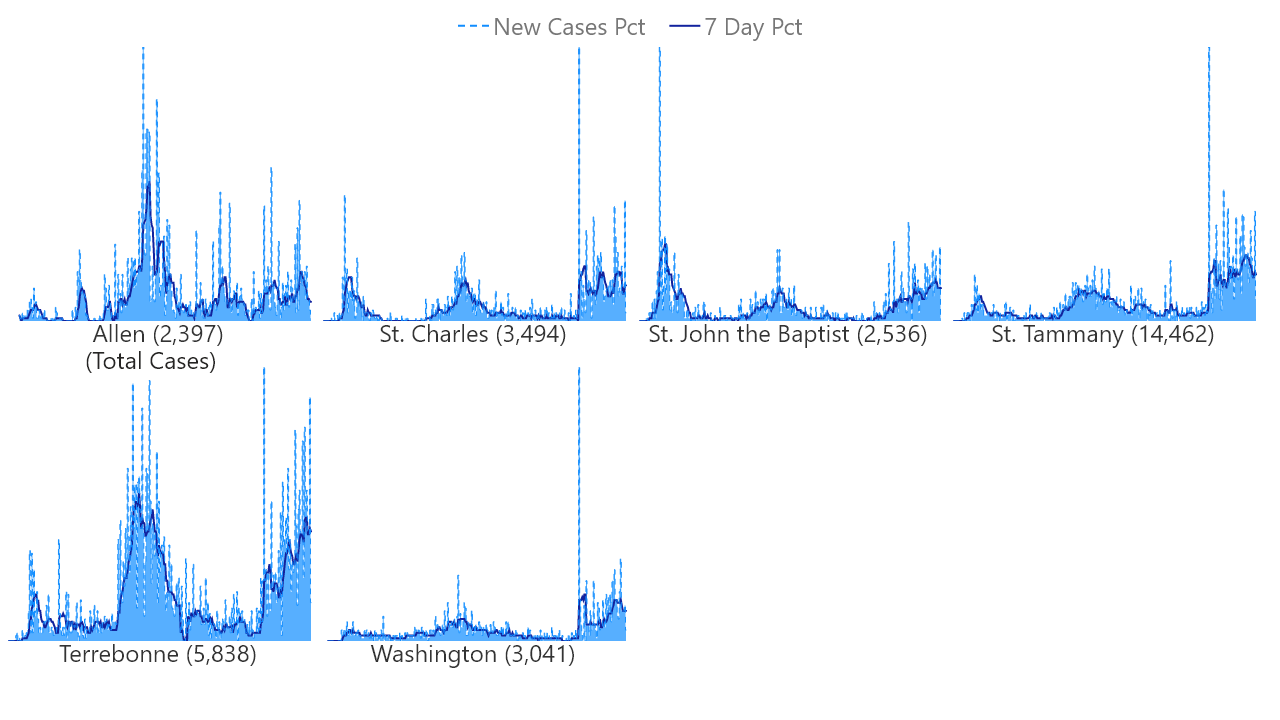 New Cases Pct 7 Day Pct
Allen (2,397)
(Total Cases)
St. Charles (3,494)
St. John the Baptist (2,536)
St. Tammany (14,462)
Terrebonne (5,838)
Washington (3,041)